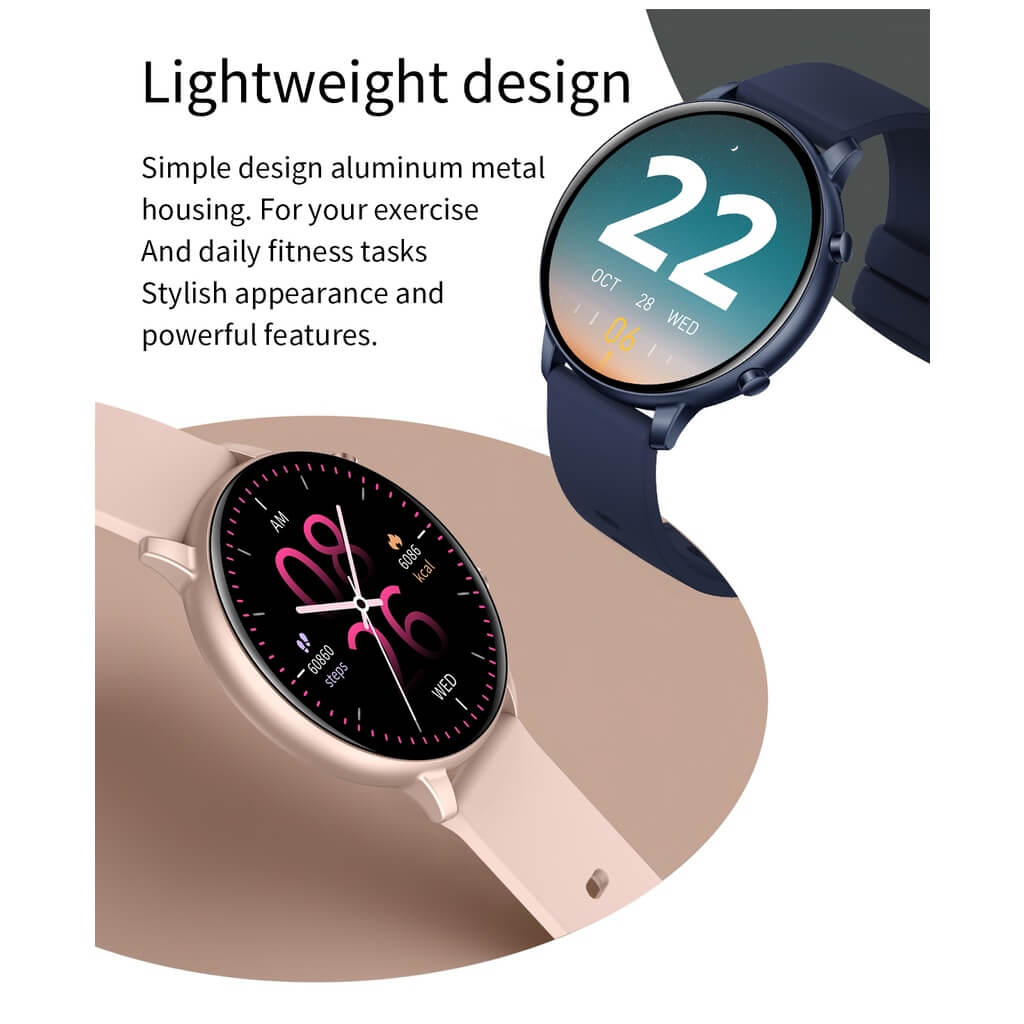 Lightweight design
Simple design aluminum metal
housing. For your exercise
And daily fitness tasks
Stylish appearance and
powerful features.
22
OCT 28 WED
06
AM
08
6086
kcal
26
60860
steps
WED